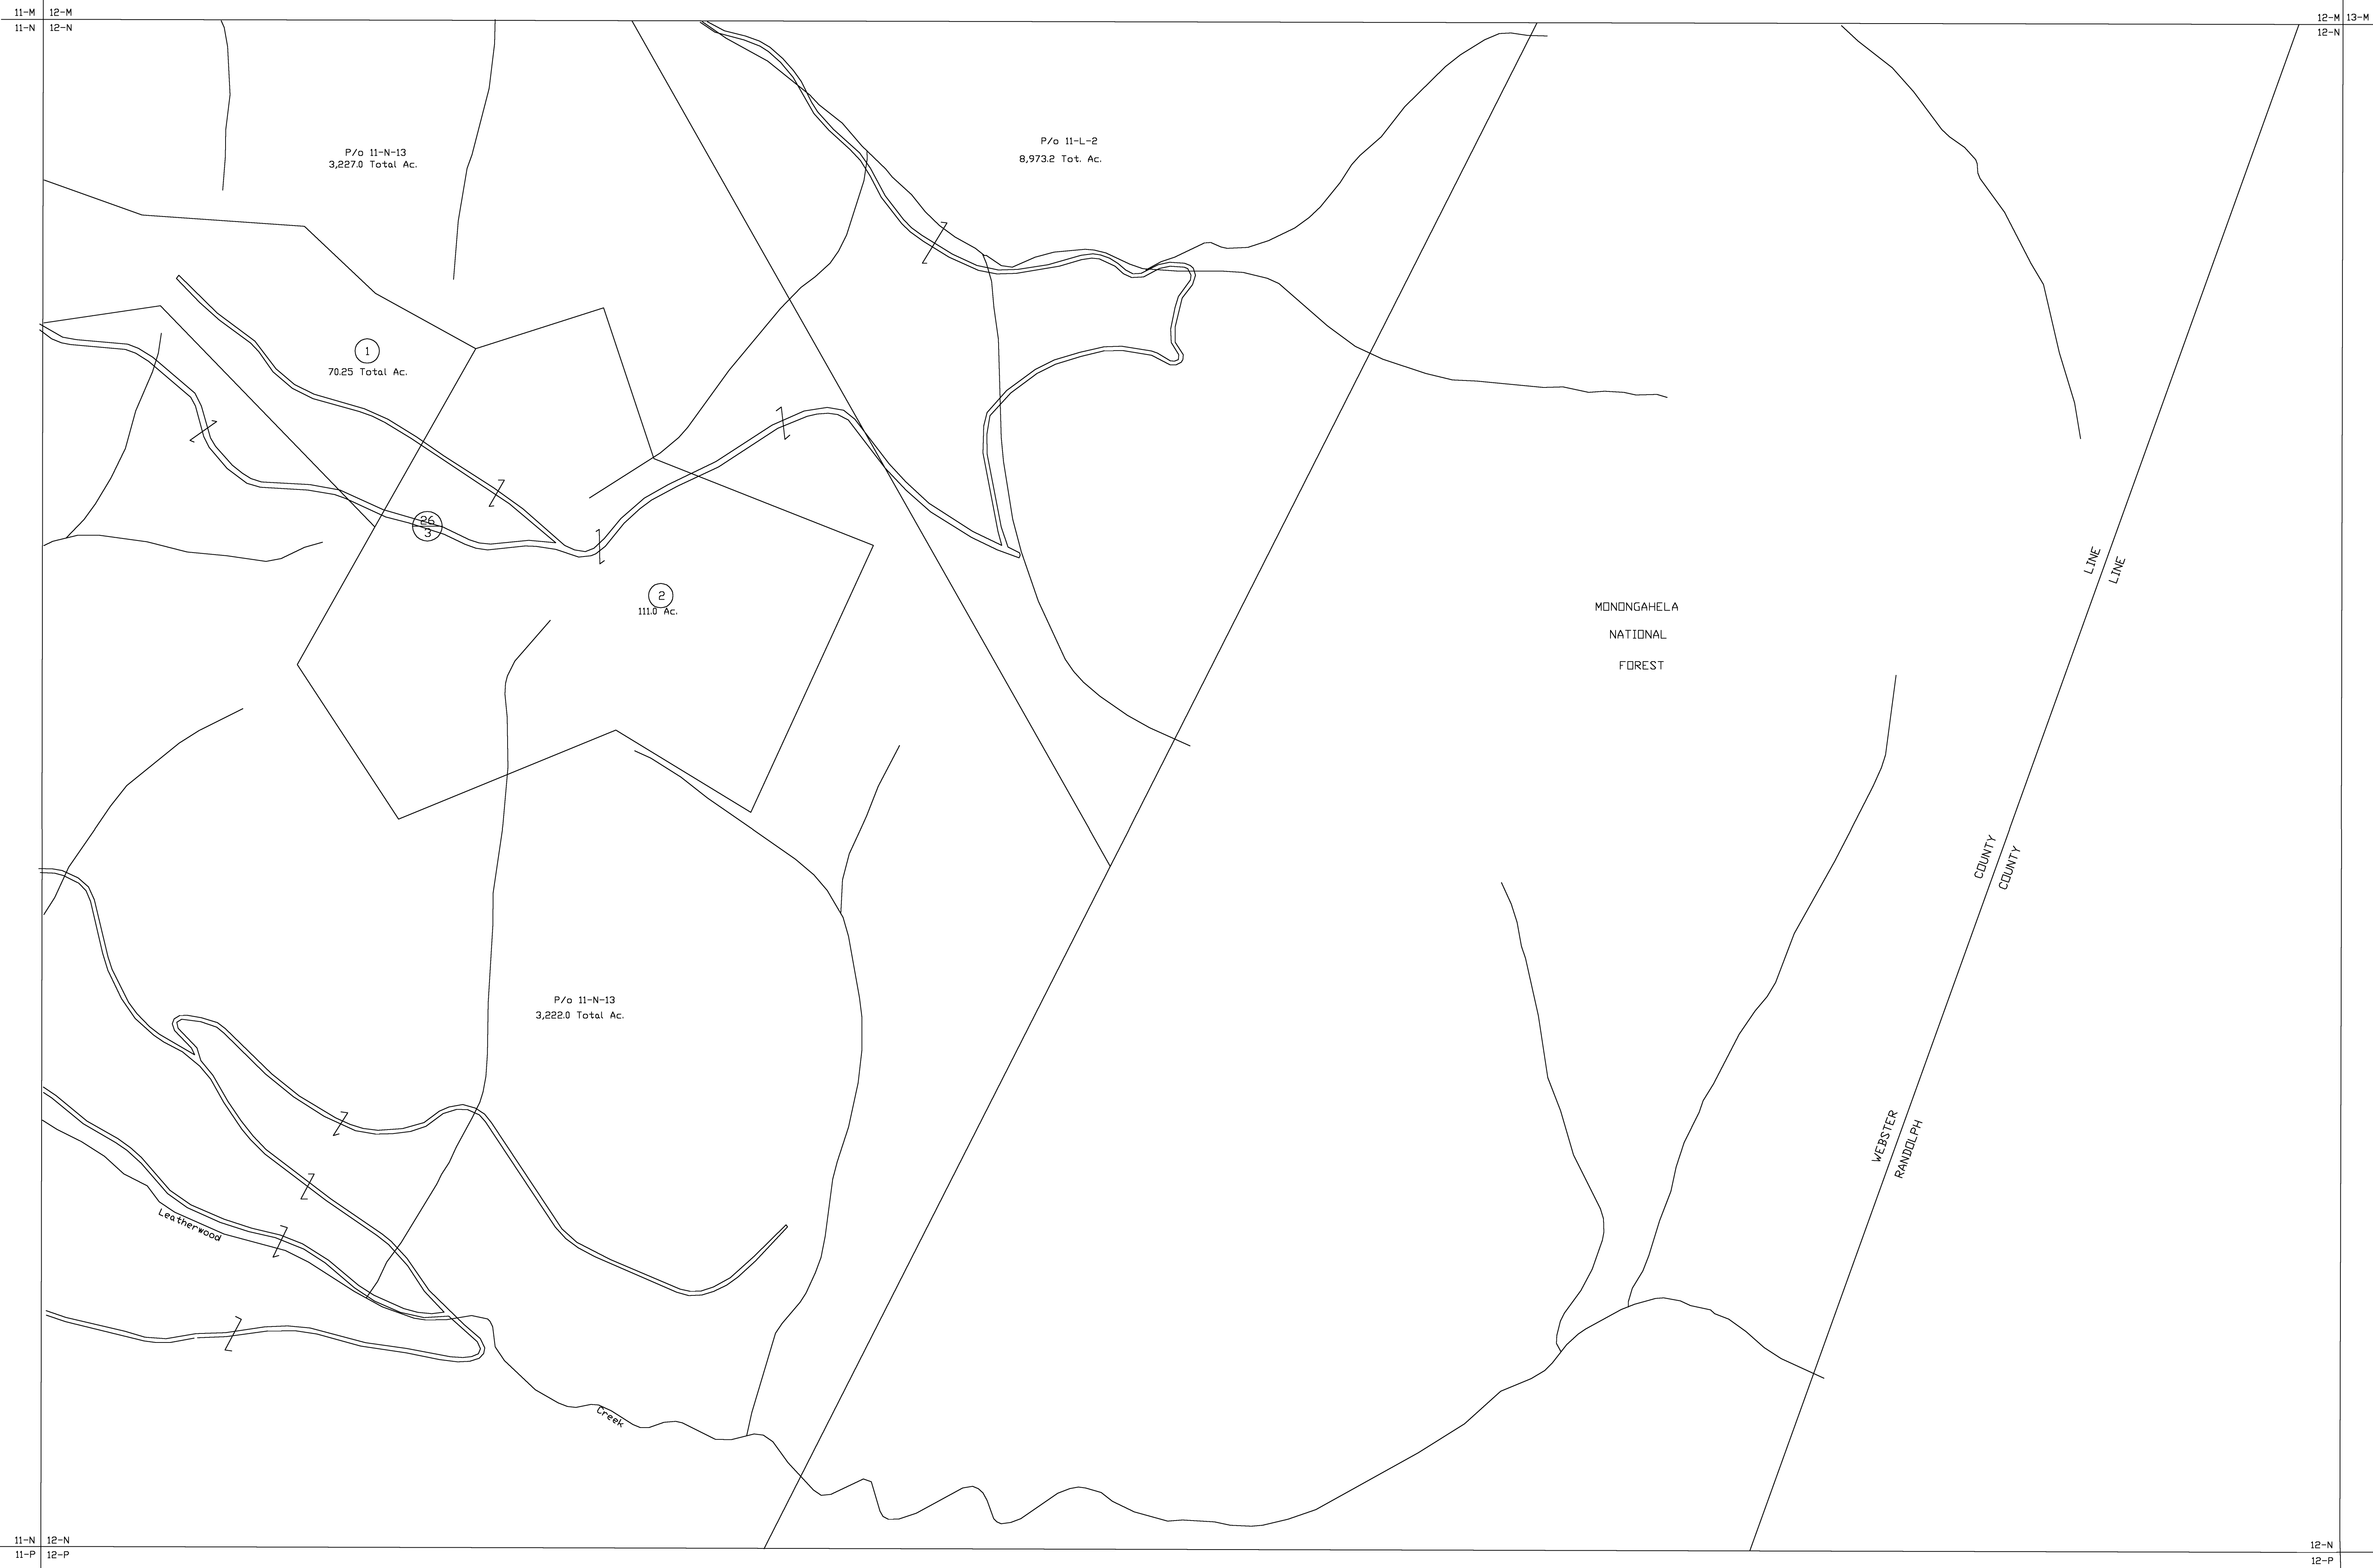 11-M 12-M
11-N 12-N
12-M 13-M
12-N
P/o 11-N-13
3,227.0 Total Ac.
P/o 11-L-2
8,973.2 Tot. Ac.
1
70.25 Total Ac.
26
3
2
111.0 Ac.
MONONGAHELA
NATIONAL
FOREST
LINE
LINE
COUNTY
COUNTY
WEBSTER
RANDOLPH
P/o 11-N-13
3,222.0 Total Ac.
Leatherwood
Creek
11-N 12-N
11-P 12-P
12-N
12-P